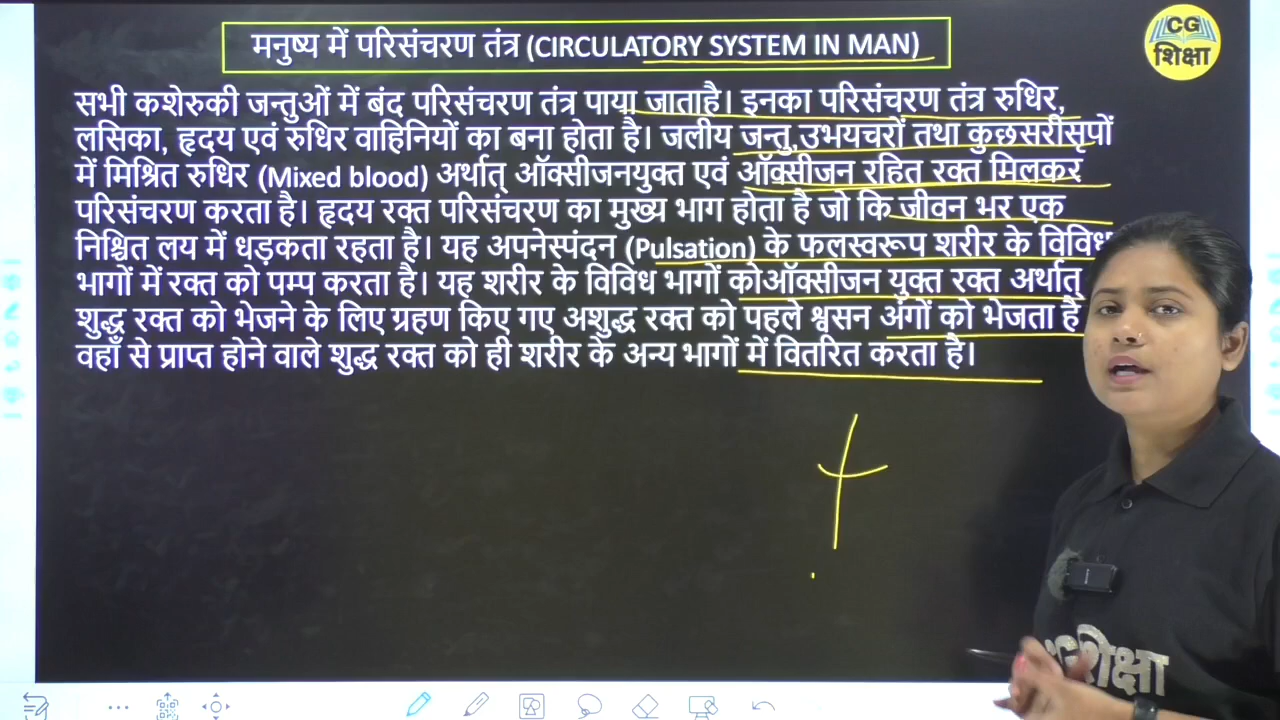 मनुष्य में परिसंचरण तंत्र (CIRCULATORY SYSTEM IN MAN)
CG
शिक्षा
सभी कशेरुकी जन्तुओं में बंद परिसंचरण तंत्र पाया जाताहै। इनका परिसंचरण तंत्र रुधिर,
लसिका, हृदय एवं रुधिर वाहिनियों का बना होता है। जलीय जन्तु,उभयचरों तथा कुछसरीसृपों
में मिश्रित रुधिर (Mixed blood) अर्थात् ऑक्सीजनयुक्त एवं ऑक्सीजन रहित रक्त मिलकर
परिसंचरण करता है। हृदय रक्त परिसंचरण का मुख्य भाग होता है जो कि जीवन भर एक
निश्चित लय में धड़कता रहता है। यह अपनेस्पंदन (Pulsation) के फलस्वरूप शरीर के विविध
भागों में रक्त को पम्प करता है। यह शरीर के विविध भागों कोऑक्सीजन युक्त रक्त अर्थात्
शुद्ध रक्त को भेजने के लिए ग्रहण किए गए अशुद्ध रक्त को पहले श्वसन अंगों को भेजता है
वहाँ से प्राप्त होने वाले शुद्ध रक्त को ही शरीर के अन्य भागों में वितरित करता है।